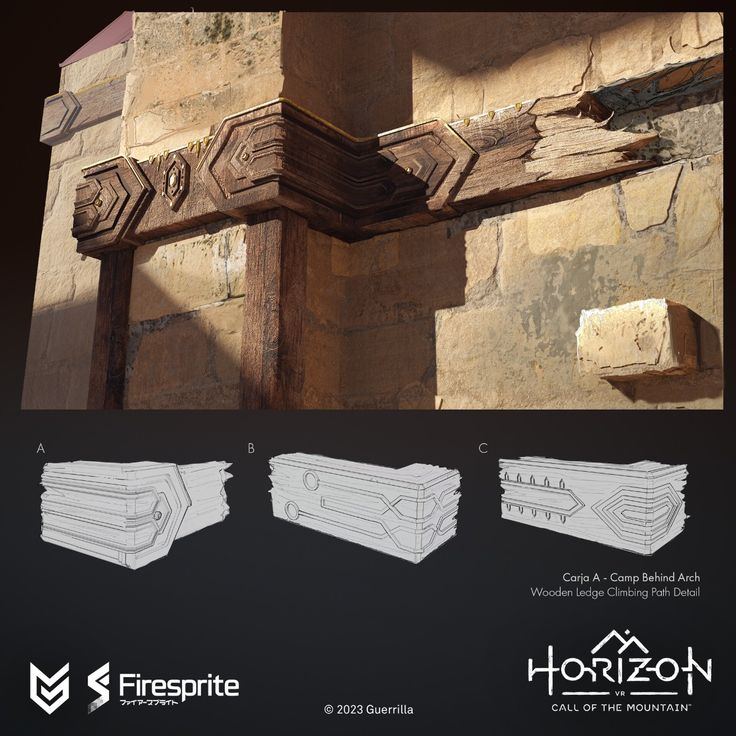 A
B
C
Carja A - Camp Behind Arch
Wooden Ledge Climbing Path Detail
Firesprite
ファイアースプライト
© 2023 Guerrilla
HORIZON
VR
CALL OF THE MOUNTAIN™